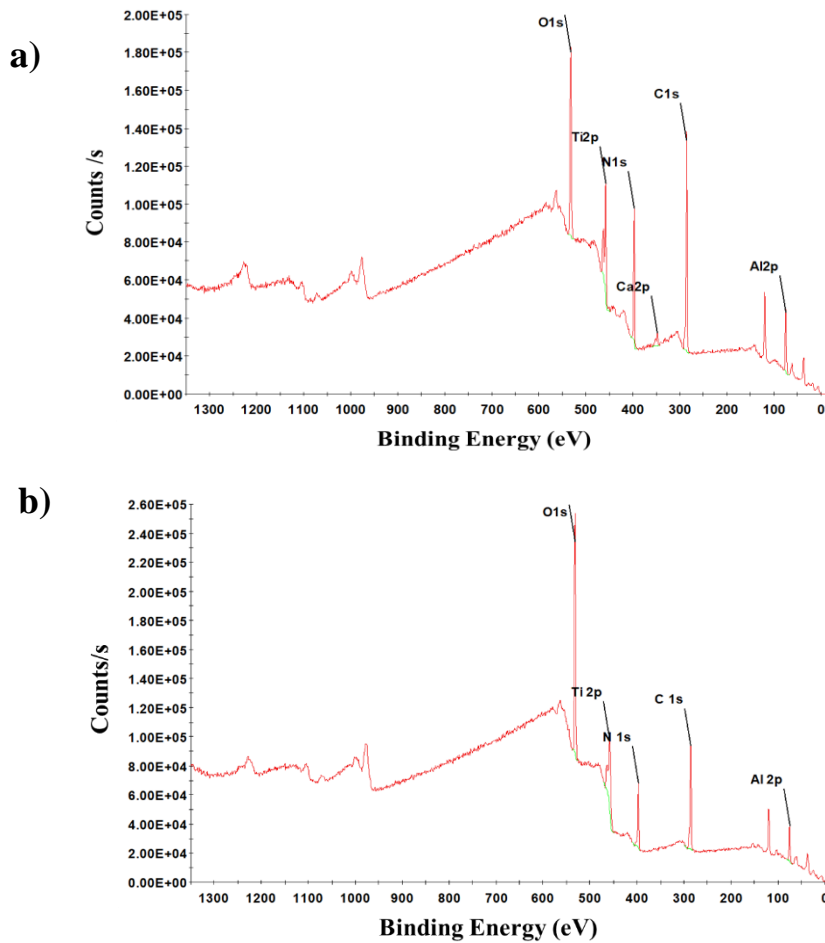 a)
2.00E+05
1.80E+05
1.60E+05
1.40E+05
1.20E+05
1.00E+05
8.00E+04
6.00E+04
4.00E+04
2.00E+04
0.00E+00
Counts /s
O1s
C1s
Ti2p
N1s
Ca2p
Al2p
1300 1200 1100 1000 900 800 700 600 500 400 300 200 100 0
Binding Energy (eV)
b)
2.60E+05
2.40E+05
2.20E+05
2.00E+05
1.80E+05
1.60E+05
1.40E+05
1.20E+05
1.00E+05
8.00E+04
6.00E+04
4.00E+04
2.00E+04
0.00E+00
Counts/s
O1s
Ti 2p
C 1s
N 1s
Al 2p
1300 1200 1100 1000 900 800 700 600 500 400 300 200 100 0
Binding Energy (eV)